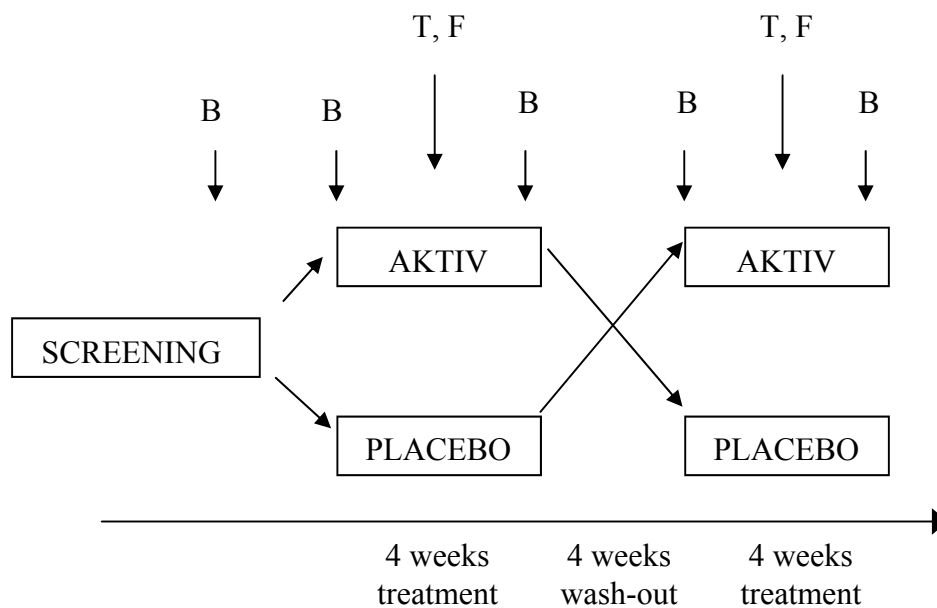 T, F T, F
B B B B B
AKTIV AKTIV
SCREENING
PLACEBO PLACEBO
4 weeks 4 weeks 4 weeks
treatment wash-out treatment